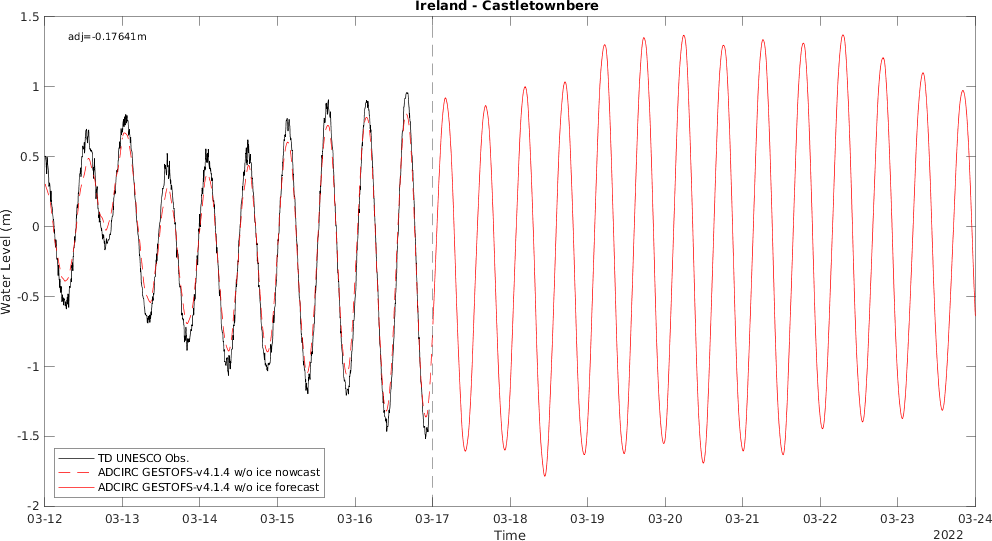 Ireland - Castletownbere
adj=-0.17641m
1.5
1
0.5
0
-0.5
-1
-1.5
-2
Water Level (m)
TD UNESCO Obs.
ADCIRC GESTOFS-v4.1.4 w/o ice nowcast
ADCIRC GESTOFS-v4.1.4 w/o ice forecast
03-12 03-13 03-14 03-15 03-16 03-17 03-18 03-19 03-20 03-21 03-22 03-23 03-24
Time
2022